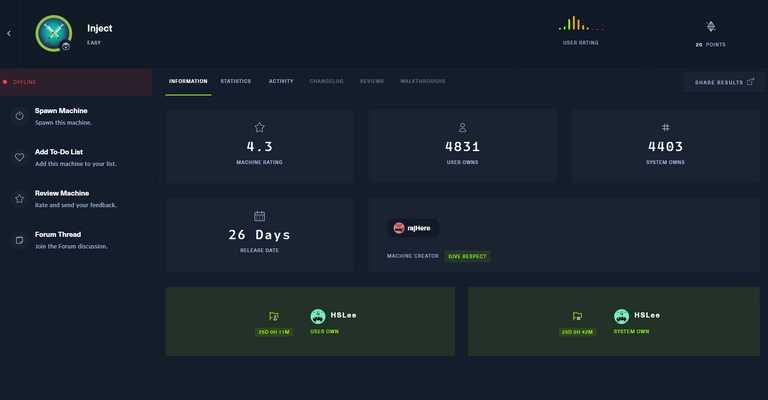 Inject
EASY
USER RATING
20 POINTS
OFFLINE
INFORMATION
STATISTICS
ACTIVITY
CHANGELOG
REVIEWS
WALKTHROUGHS
SHARE RESULTS
Spawn Machine
Spawn this machine.
Add To-Do List
Add this machine to your list.
Review Machine
Rate and send your feedback.
Forum Thread
Join the Forum discussion.
4.3
MACHINE RATING
4831
USER OWNS
4403
SYSTEM OWNS
26 Days
RELEASE DATE
rajHere
MACHINE CREATOR
GIVE RESPECT
HSLee
25D 0H 11M
USER OWN
HSLee
25D 0H 42M
SYSTEM OWN